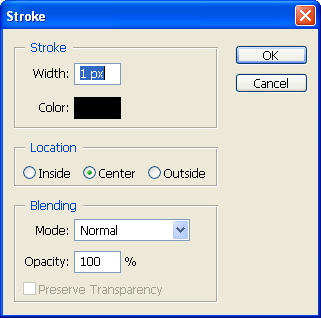 Stroke
Stroke
Width: 1 px
Color:
OK
Cancel
Location
Inside Center Outside
Blending
Mode: Normal
Opacity: 100 %
Preserve Transparency